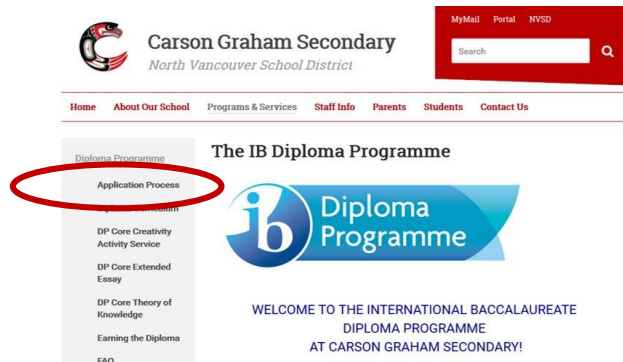 MyMail Portal NVSD
Carson Graham Secondary
North Vancouver School District
Search
Home About Our School Programs & Services Staff Info Parents Students Contact Us
Diploma Programme
Application Process
Diploma Curriculum
DP Core Creativity
Activity Service
DP Core Extended
Essay
DP Core Theory of
Knowledge
Earning the Diploma
FAQ
The IB Diploma Programme
ib Diploma
Programme
WELCOME TO THE INTERNATIONAL BACCALAUREATE
DIPLOMA PROGRAMME
AT CARSON GRAHAM SECONDARY!